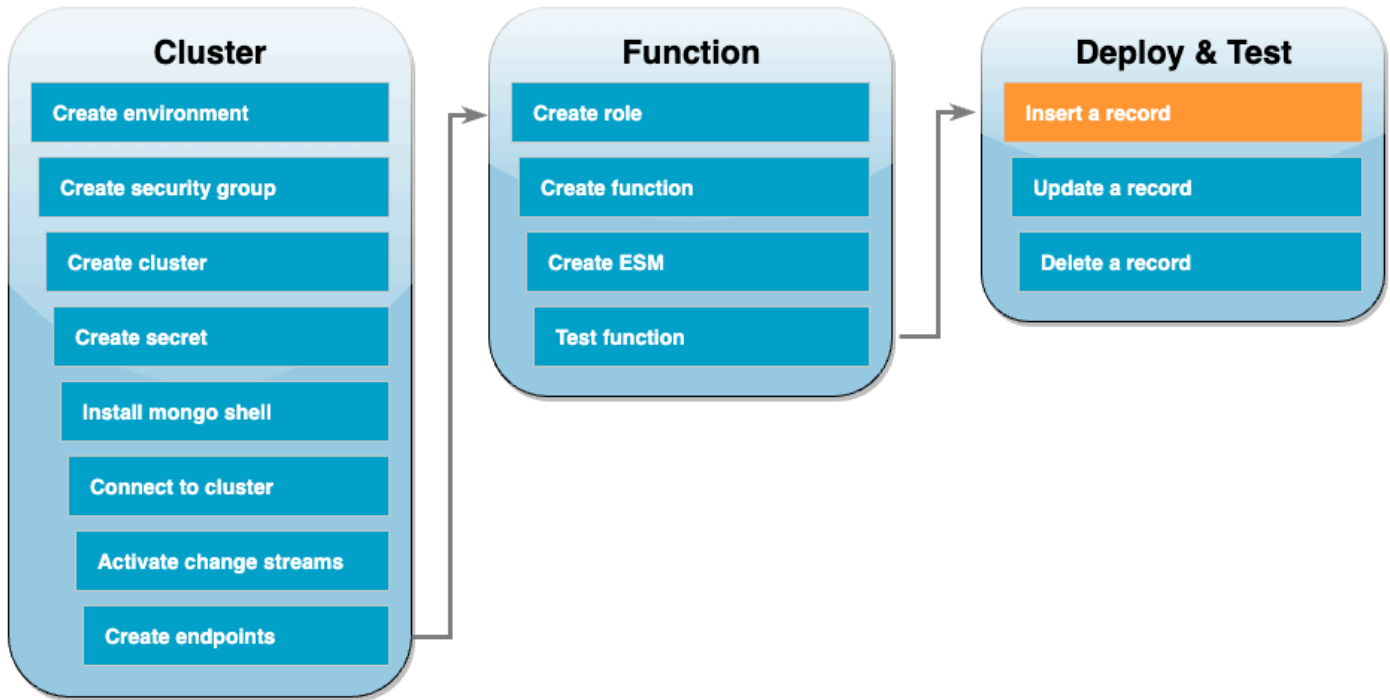 Cluster
Create environment
Create security group
Create cluster
Create secret
Install mongo shell
Connect to cluster
Activate change streams
Create endpoints
Function
Create role
Create function
Create ESM
Test function
Deploy & Test
Insert a record
Update a record
Delete a record